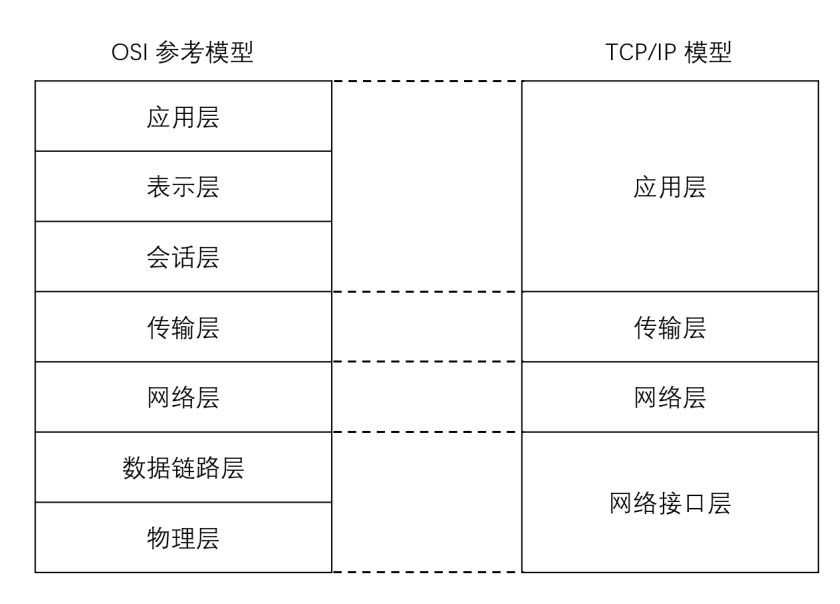 OSI 参考模型
TCP/IP 模型
应用层
表示层
会话层
传输层
网络层
数据链路层
物理层
应用层
传输层
网络层
网络接口层